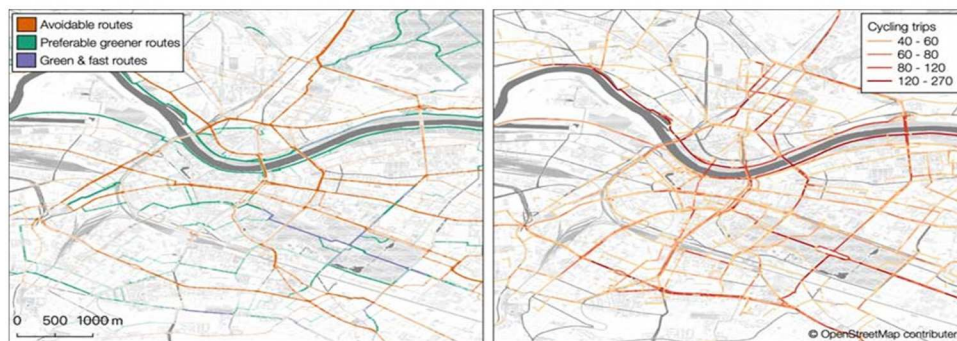 Avoidable routes
Preferable greener routes
Green & fast routes
0 500 1000 m
Cycling trips
40 - 60
60 - 80
80 - 120
120 - 270
© OpenStreetMap contributer